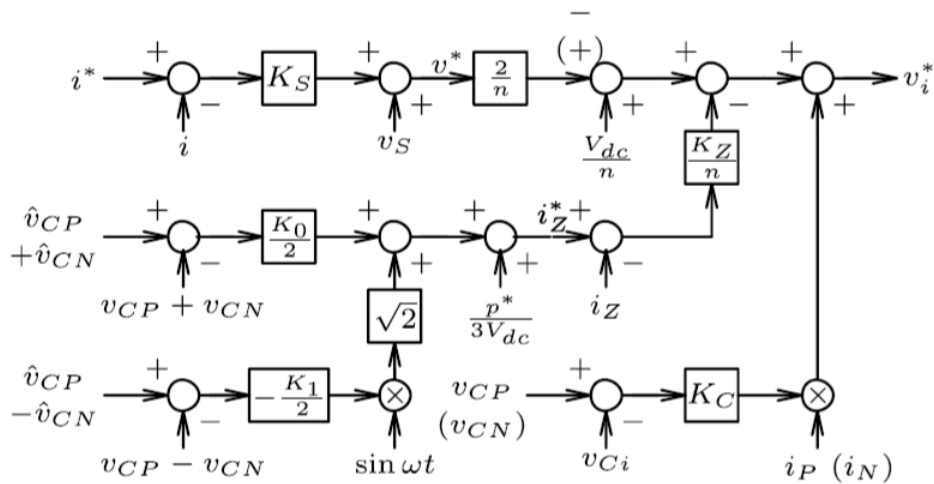 −
+ + + v* (+) + +
i* K_S 2/n v_i^*
− + + − +
i v_S V_dc/n K_Z/n
v̂_CP + + + i_Z^* +
+v̂_CN K_0/2
− + + −
v_CP + v_CN √2 p*/3V_dc i_Z
v̂_CP + v_CP +
−v̂_CN −K_1/2 × (v_CN) K_C ×
− −
v_CP − v_CN sin ωt v_Ci i_P (i_N)